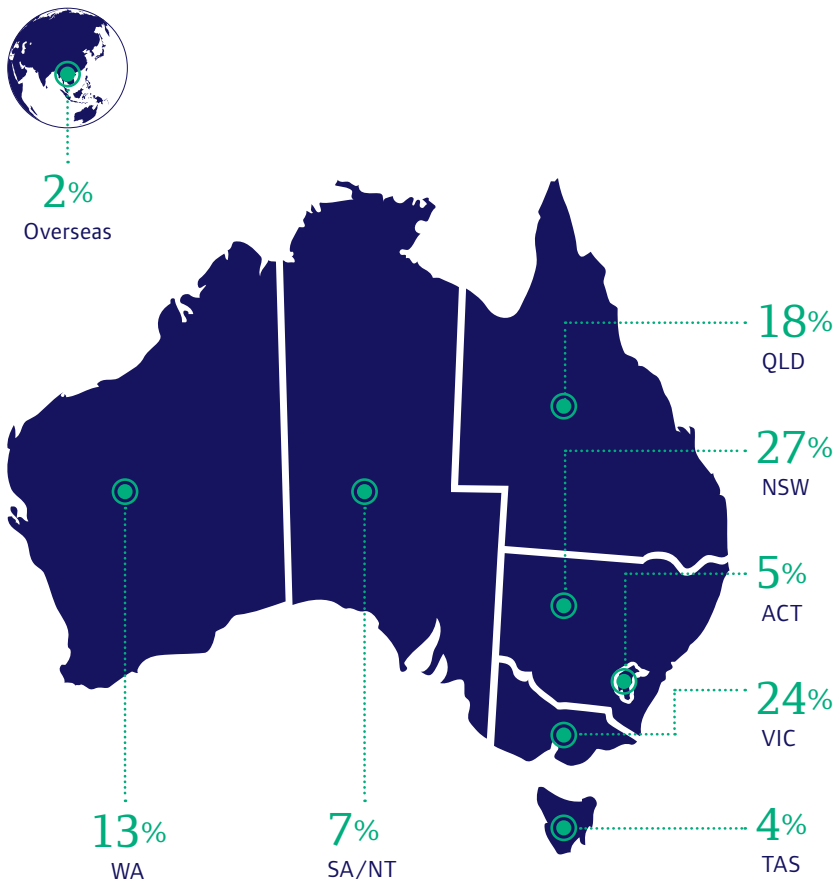 2%
Overseas
18%
QLD
27%
NSW
5%
ACT
24%
VIC
13%
WA
7%
SA/NT
4%
TAS